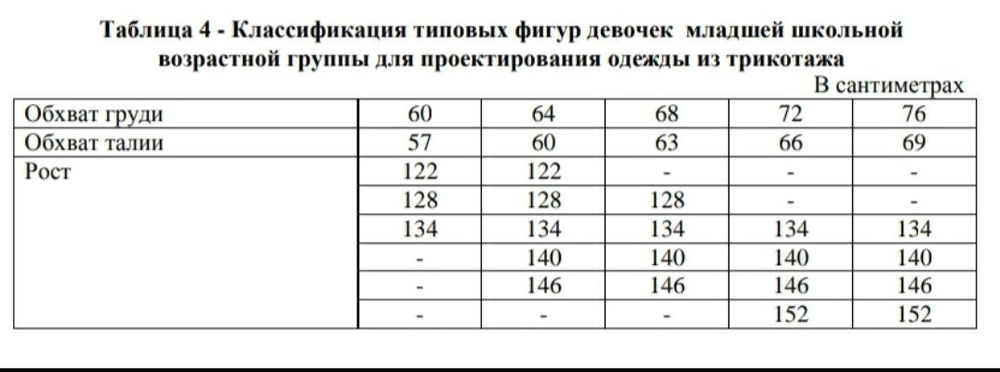 Таблица 4 - Классификация типовых фигур девочек младшей школьной
возрастной группы для проектирования одежды из трикотажа
В сантиметрах
Обхват груди 60 64 68 72 76
Обхват талии 57 60 63 66 69
Рост 122 122 - - -
128 128 128 - -
134 134 134 134 134
- 140 140 140 140
- 146 146 146 146
- - - 152 152